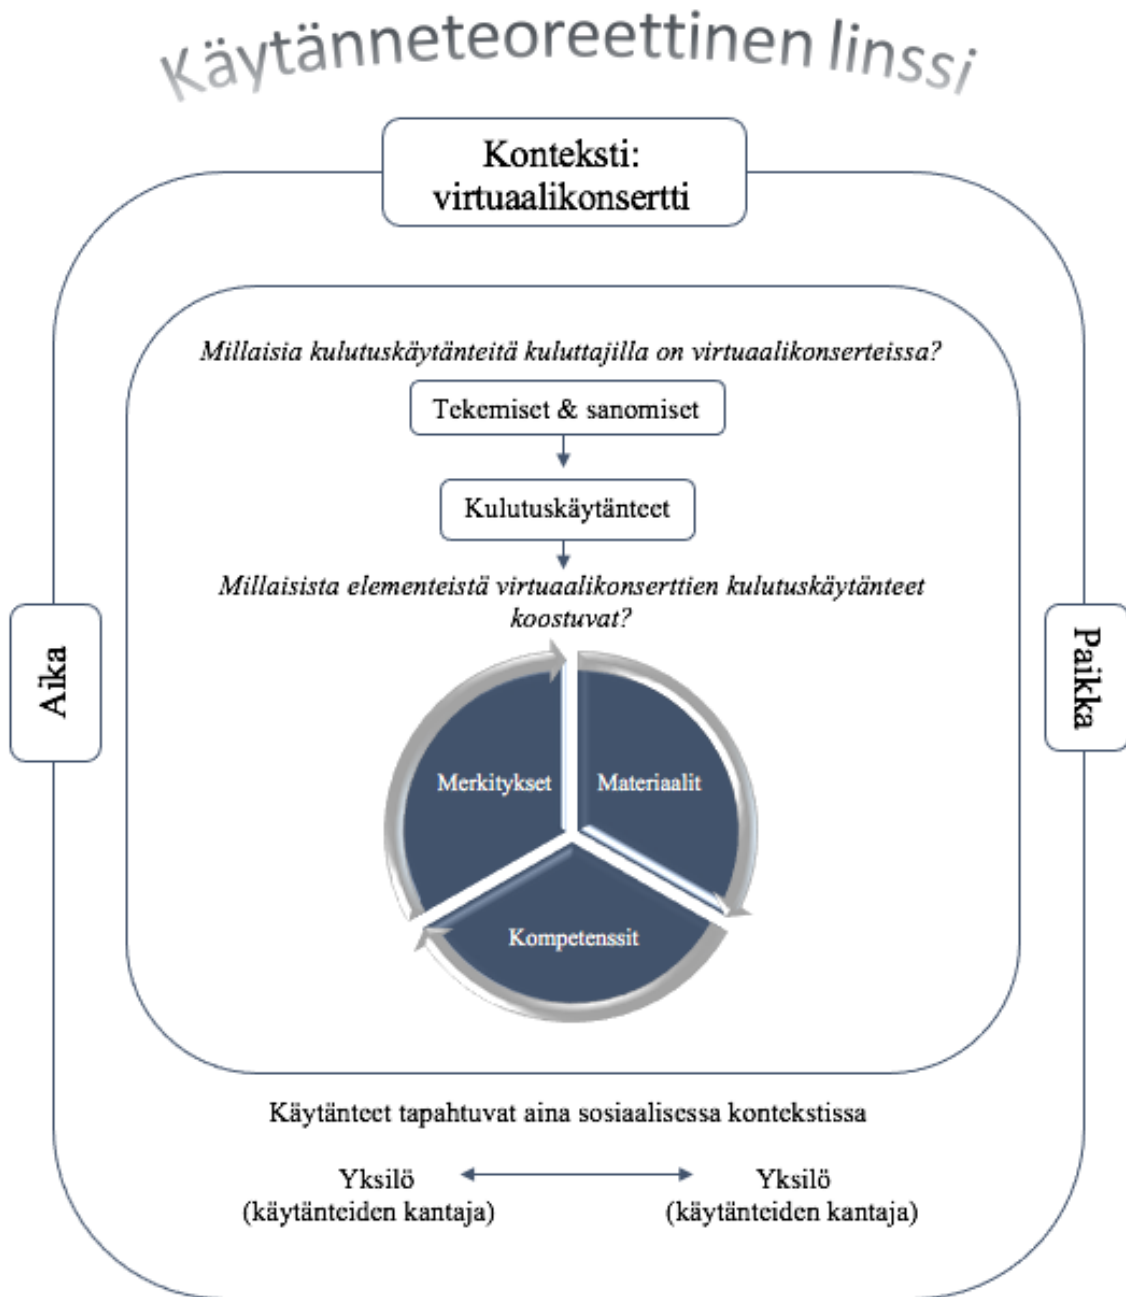 Käytänneteoreettinen linssi
Konteksti:
virtuaalikonsertti
Millaisia kulutuskäytänteitä kuluttajilla on virtuaalikonserteissa?
Tekemiset & sanomiset
Kulutuskäytänteet
Millaisista elementeistä virtuaalikonserttien kulutuskäytänteet
koostuvat?
Aika
Paikka
Merkitykset
Materiaalit
Kompetenssit
Käytänteet tapahtuvat aina sosiaalisessa kontekstissa
Yksilö
(käytänteiden kantaja)
Yksilö
(käytänteiden kantaja)